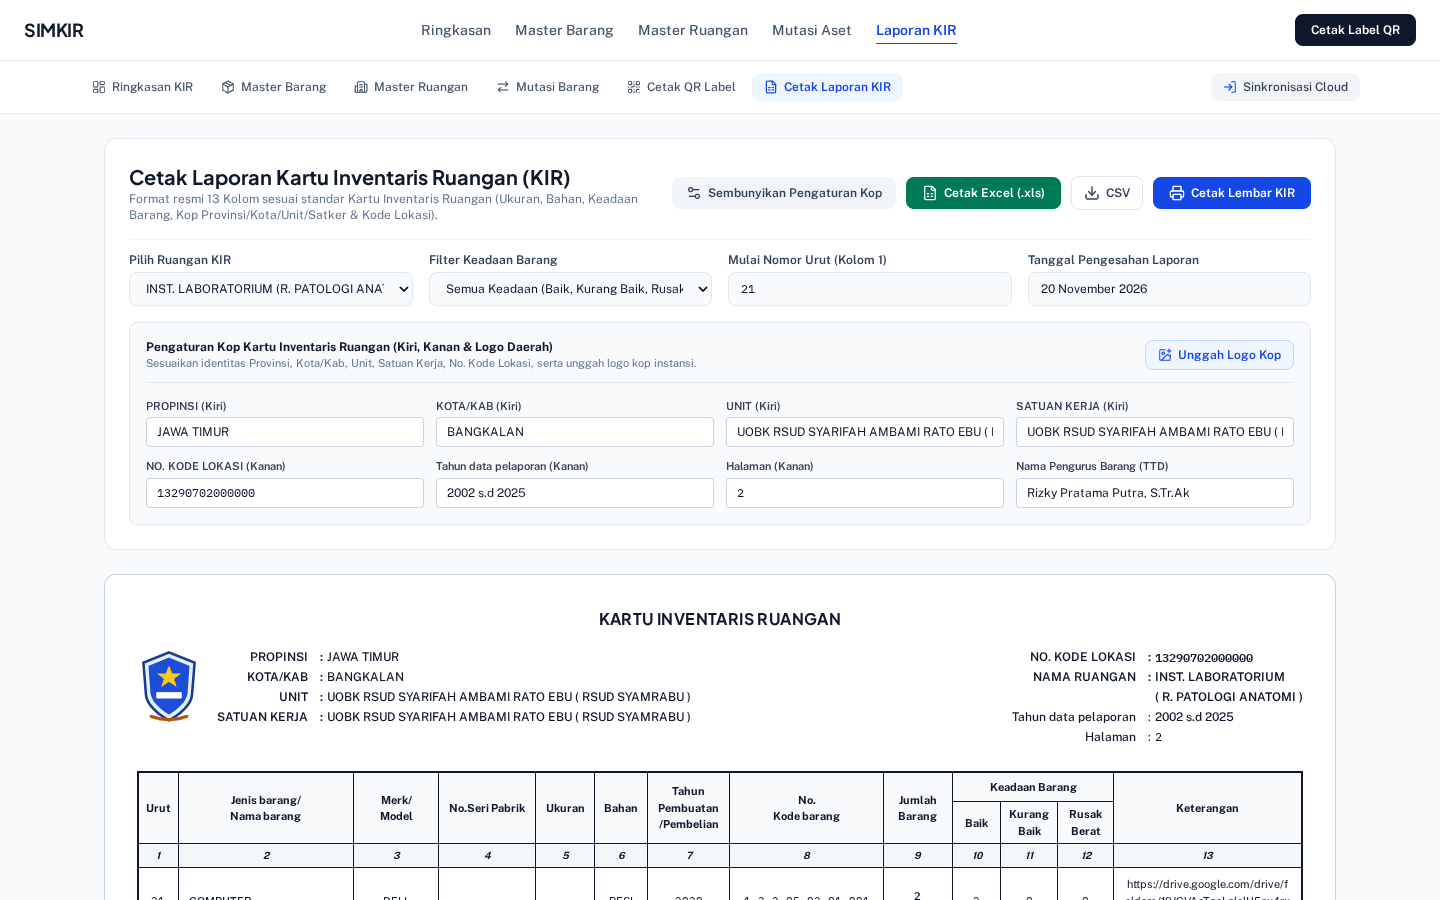 SIMKIR
Ringkasan
Master Barang
Master Ruangan
Mutasi Aset
Laporan KIR
Cetak Label QR
Ringkasan KIR
Master Barang
Master Ruangan
Mutasi Barang
Cetak QR Label
Cetak Laporan KIR
Sinkronisasi Cloud
Cetak Laporan Kartu Inventaris Ruangan (KIR)
Format resmi 13 Kolom sesuai standar Kartu Inventaris Ruangan (Ukuran, Bahan, Keadaan
Barang, Kop Provinsi/Kota/Unit/Satker & Kode Lokasi).
Sembunyikan Pengaturan Kop
Cetak Excel (.xls)
CSV
Cetak Lembar KIR
Pilih Ruangan KIR
Filter Keadaan Barang
Mulai Nomor Urut (Kolom 1)
Tanggal Pengesahan Laporan
INST. LABORATORIUM (R. PATOLOGI ANAT
Semua Keadaan (Baik, Kurang Baik, Rusak
21
20 November 2026
Pengaturan Kop Kartu Inventaris Ruangan (Kiri, Kanan & Logo Daerah)
Sesuaikan identitas Provinsi, Kota/Kab, Unit, Satuan Kerja, No. Kode Lokasi, serta unggah logo kop instansi.
Unggah Logo Kop
PROPINSI (Kiri)
KOTA/KAB (Kiri)
UNIT (Kiri)
SATUAN KERJA (Kiri)
JAWA TIMUR
BANGKALAN
UOBK RSUD SYARIFAH AMBAMI RATO EBU (
UOBK RSUD SYARIFAH AMBAMI RATO EBU (
NO. KODE LOKASI (Kanan)
Tahun data pelaporan (Kanan)
Halaman (Kanan)
Nama Pengurus Barang (TTD)
13290702000000
2002 s.d 2025
2
Rizky Pratama Putra, S.Tr.Ak
KARTU INVENTARIS RUANGAN
PROPINSI : JAWA TIMUR
KOTA/KAB : BANGKALAN
UNIT : UOBK RSUD SYARIFAH AMBAMI RATO EBU ( RSUD SYAMRABU )
SATUAN KERJA : UOBK RSUD SYARIFAH AMBAMI RATO EBU ( RSUD SYAMRABU )
NO. KODE LOKASI : 13290702000000
NAMA RUANGAN : INST. LABORATORIUM
( R. PATOLOGI ANATOMI )
Tahun data pelaporan : 2002 s.d 2025
Halaman : 2
Urut
Jenis barang/
Nama barang
Merk/
Model
No.Seri Pabrik
Ukuran
Bahan
Tahun
Pembuatan
/Pembelian
No.
Kode barang
Jumlah
Barang
Keadaan Barang
Baik
Kurang
Baik
Rusak
Berat
Keterangan
1 2 3 4 5 6 7 8 9 10 11 12 13
https://drive.google.com/drive/f
2